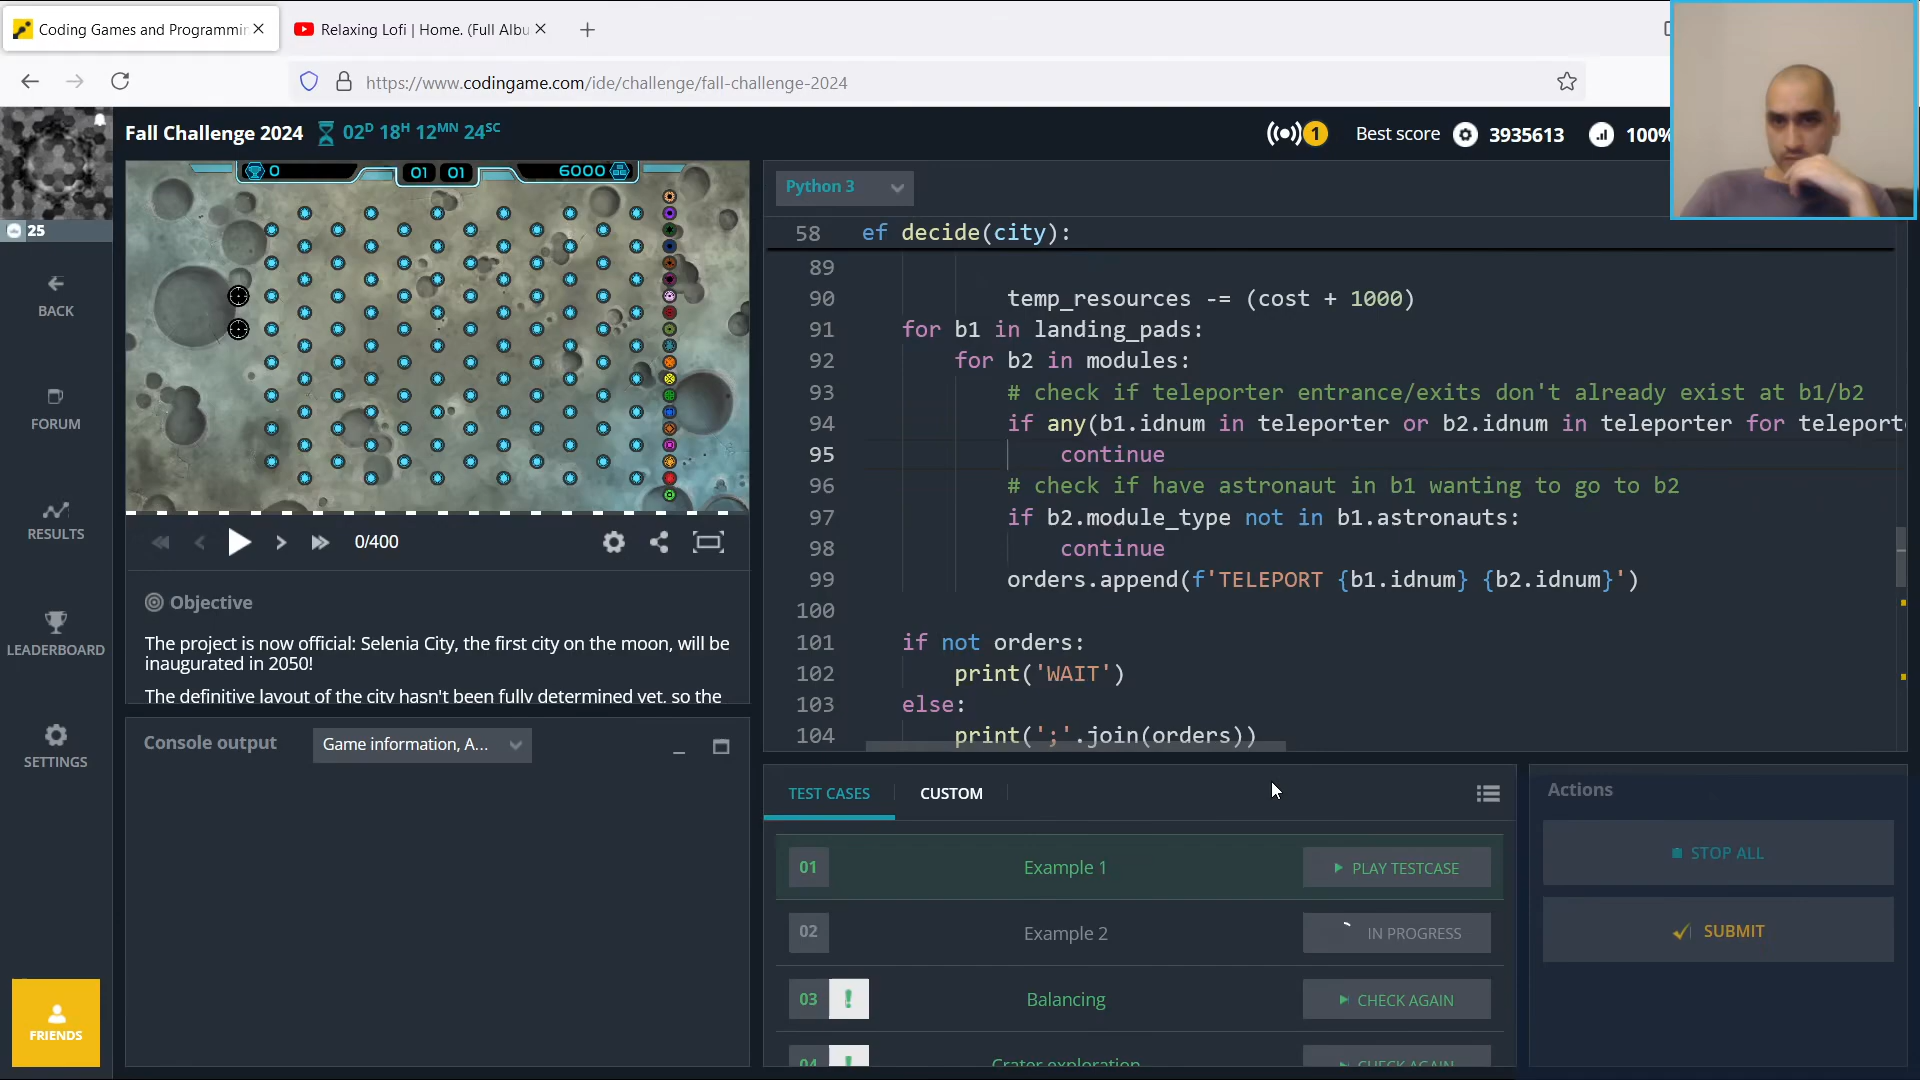 Coding Games and Programmin
Relaxing Lofi | Home. (Full Albu
https://www.codingame.com/ide/challenge/fall-challenge-2024
Fall Challenge 2024
02D 18H 12MN 24SC
1
Best score
3935613
100%
25
BACK
FORUM
RESULTS
LEADERBOARD
SETTINGS
FRIENDS
0
01 01
6000
0/400
Objective
The project is now official: Selenia City, the first city on the moon, will be
inaugurated in 2050!
The definitive layout of the city hasn't been fully determined yet, so the
Console output
Game information, A...
Python 3
58 ef decide(city):
89
90 temp_resources -= (cost + 1000)
91 for b1 in landing_pads:
92 for b2 in modules:
93 # check if teleporter entrance/exits don't already exist at b1/b2
94 if any(b1.idnum in teleporter or b2.idnum in teleporter for teleport
95 continue
96 # check if have astronaut in b1 wanting to go to b2
97 if b2.module_type not in b1.astronauts:
98 continue
99 orders.append(f'TELEPORT {b1.idnum} {b2.idnum}')
100
101 if not orders:
102 print('WAIT')
103 else:
104 print(';'.join(orders))
TEST CASES
CUSTOM
01 Example 1 PLAY TESTCASE
02 Example 2 IN PROGRESS
03 ! Balancing CHECK AGAIN
04 ! Crater exploration CHECK AGAIN
Actions
STOP ALL
SUBMIT